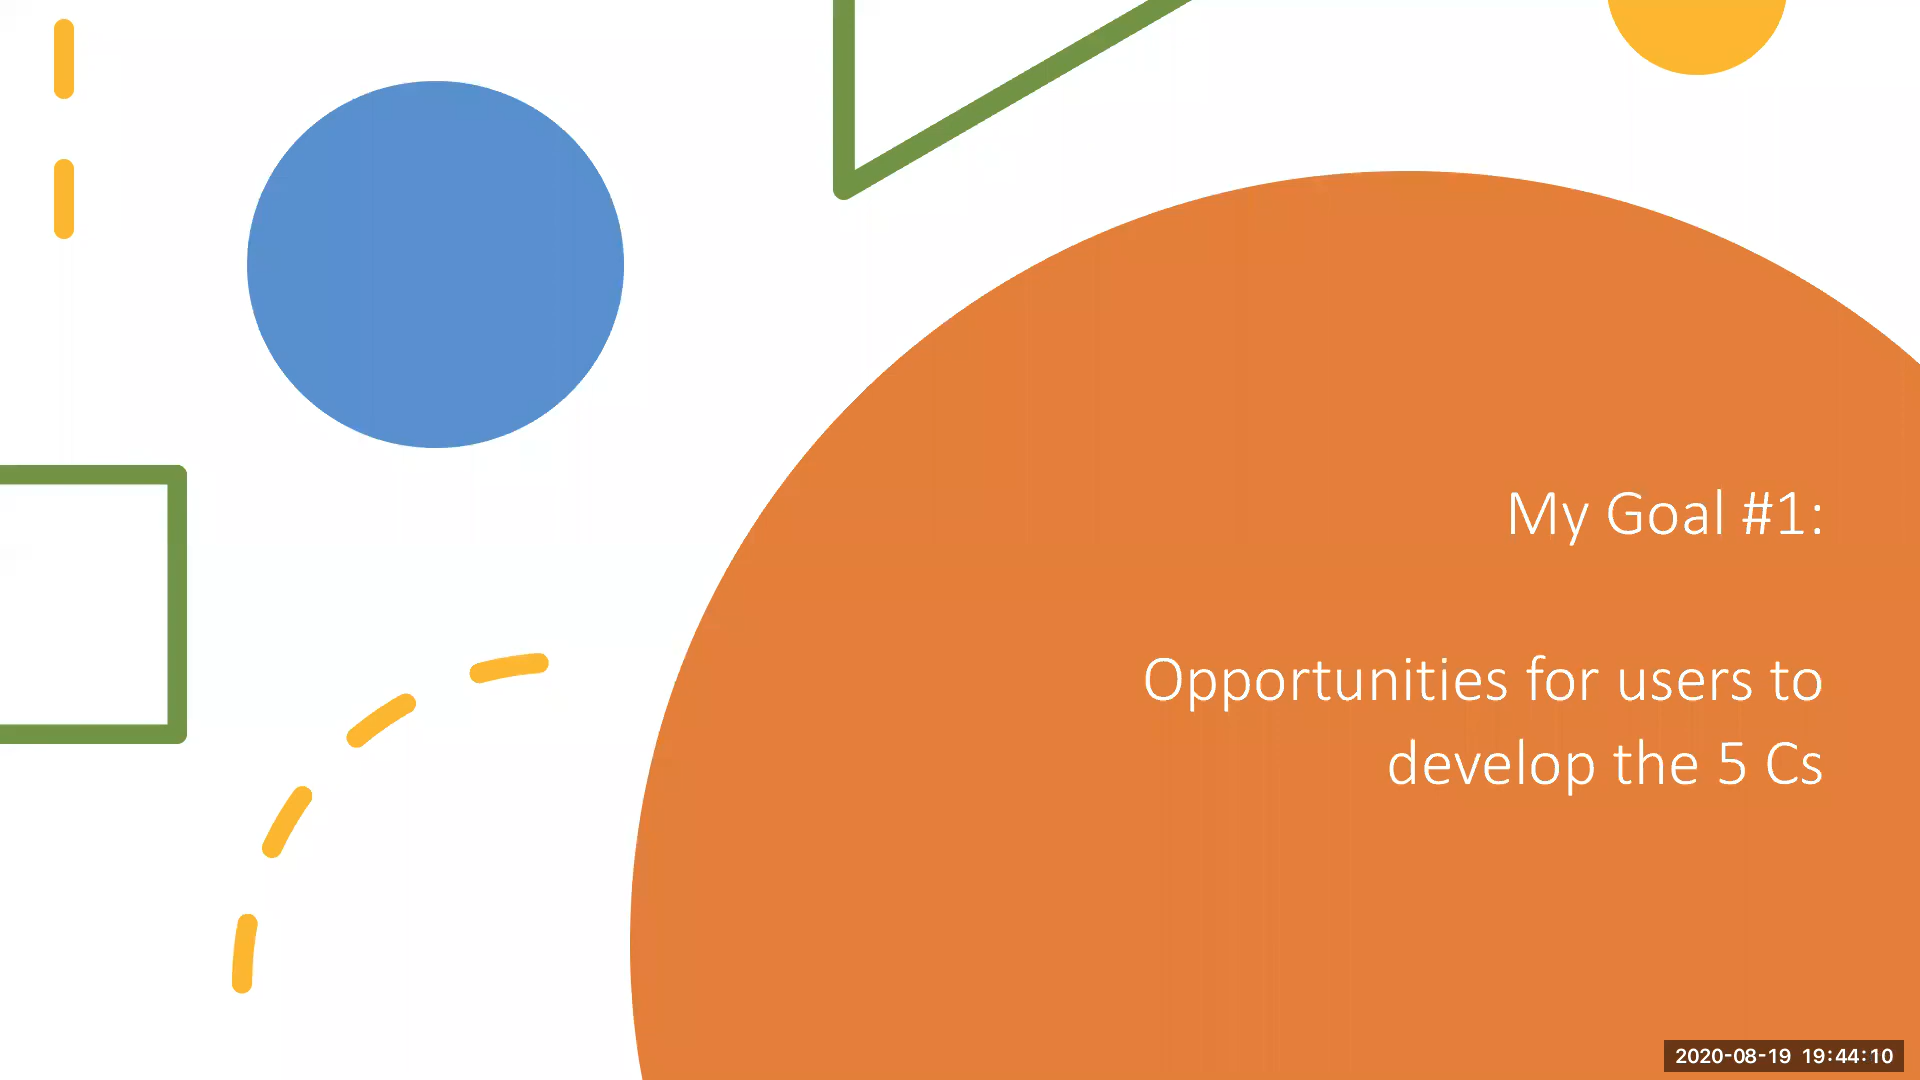 My Goal #1:
Opportunities for users to
develop the 5 Cs
2020-08-19 19:44:10